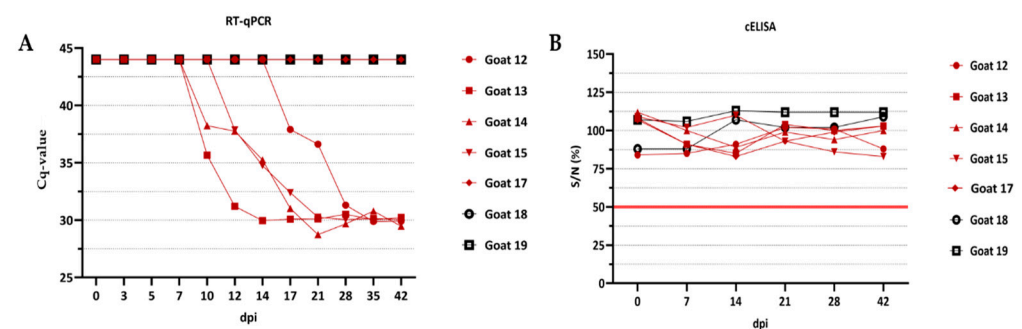 RT-qPCR
A
45
40
35
30
25
Cq-value
0 3 5 7 10 12 14 17 21 28 35 42
dpi
Goat 12
Goat 13
Goat 14
Goat 15
Goat 17
Goat 18
Goat 19
cELISA
B
150
125
100
75
50
25
0
S/N (%)
0 7 14 21 28 42
dpi
Goat 12
Goat 13
Goat 14
Goat 15
Goat 17
Goat 18
Goat 19